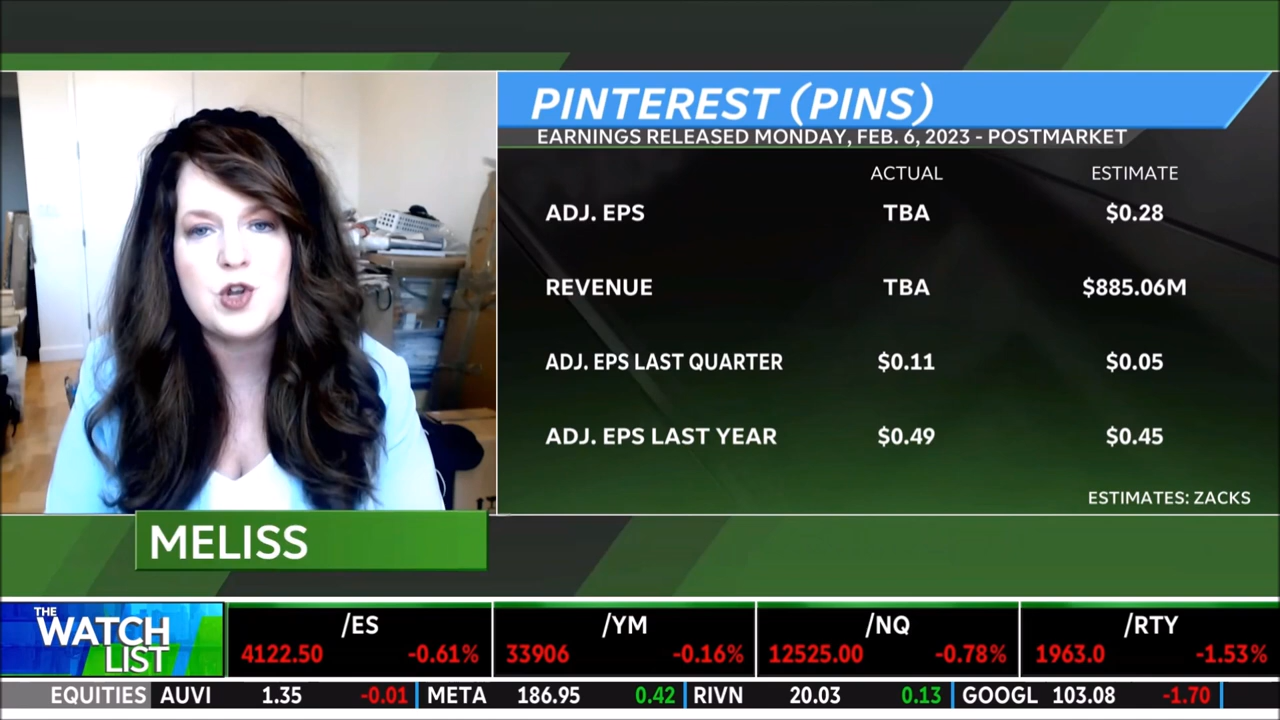 PINTEREST (PINS)
EARNINGS RELEASED MONDAY, FEB. 6, 2023 - POSTMARKET
ACTUAL ESTIMATE
ADJ. EPS TBA $0.28
REVENUE TBA $885.06M
ADJ. EPS LAST QUARTER $0.11 $0.05
ADJ. EPS LAST YEAR $0.49 $0.45
ESTIMATES: ZACKS
MELISS
THE
WATCH
LIST
/ES /YM /NQ /RTY
4122.50 -0.61% 33906 -0.16% 12525.00 -0.78% 1963.0 -1.53%
EQUITIES AUVI 1.35 -0.01 META 186.95 0.42 RIVN 20.03 0.13 GOOGL 103.08 -1.70